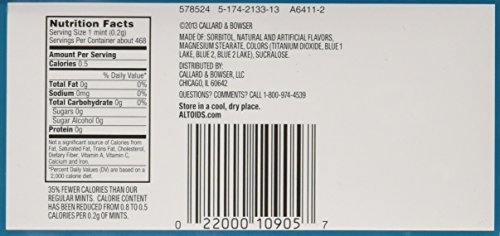 578524 5-174-2133-13 A6411-2
Nutrition Facts
Serving Size 1 mint (0.2g)
Servings Per Container about 468
Amount Per Serving
Calories 0.5
% Daily Value*
Total Fat 0g 0%
Sodium 0mg 0%
Total Carbohydrate 0g 0%
Sugars 0g
Sugar Alcohol 0g
Protein 0g
Not a significant source of Calories from
Fat, Saturated Fat, Trans Fat, Cholesterol,
Dietary Fiber, Vitamin A, Vitamin C,
Calcium and Iron.
*Percent Daily Values (DV) are based on a
2,000 calorie diet.
35% FEWER CALORIES THAN OUR
REGULAR MINTS. CALORIE CONTENT
HAS BEEN REDUCED FROM 0.8 TO 0.5
CALORIES PER 0.2g OF MINTS.
©2013 CALLARD & BOWSER
MADE OF: SORBITOL, NATURAL AND ARTIFICIAL FLAVORS,
MAGNESIUM STEARATE, COLORS (TITANIUM DIOXIDE, BLUE 1
LAKE, BLUE 2, BLUE 2 LAKE), SUCRALOSE.
DISTRIBUTED BY:
CALLARD & BOWSER, LLC
CHICAGO, IL 60642
QUESTIONS? COMMENTS? CALL 1-800-974-4539
Store in a cool, dry place.
ALTOIDS.COM
0 22000 10905 7